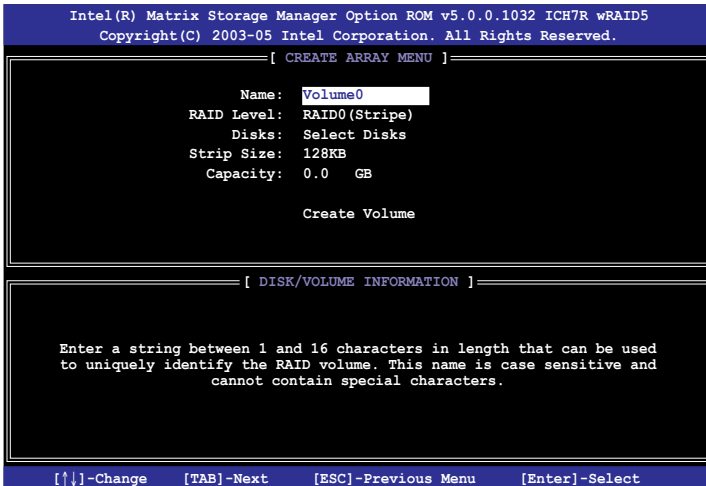 Intel(R) Matrix Storage Manager Option ROM v5.0.0.1032 ICH7R wRAID5
Copyright(C) 2003-05 Intel Corporation. All Rights Reserved.
[ CREATE ARRAY MENU ]
Name: Volume0
RAID Level: RAID0(Stripe)
Disks: Select Disks
Strip Size: 128KB
Capacity: 0.0 GB
Create Volume
[ DISK/VOLUME INFORMATION ]
Enter a string between 1 and 16 characters in length that can be used
to uniquely identify the RAID volume. This name is case sensitive and
cannot contain special characters.
[↑↓]-Change [TAB]-Next [ESC]-Previous Menu [Enter]-Select